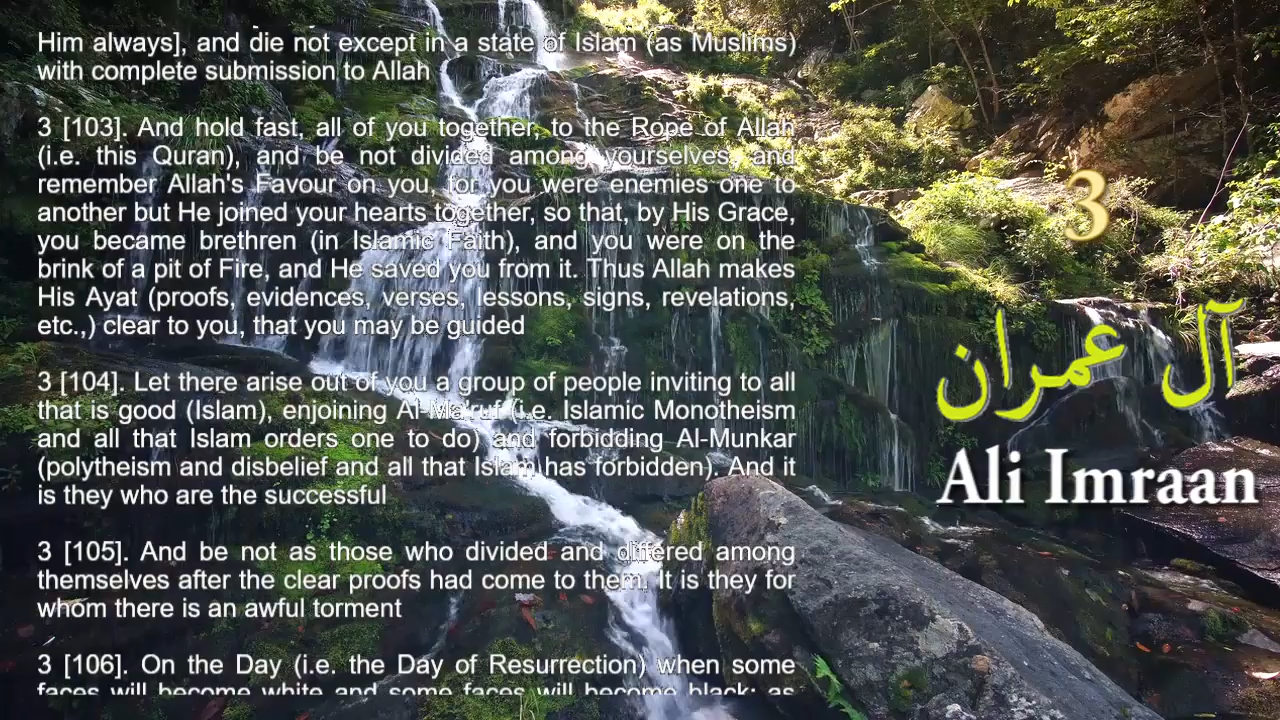 Him always], and die not except in a state of Islam (as Muslims)
with complete submission to Allah
3 [103]. And hold fast, all of you together, to the Rope of Allah
(i.e. this Quran), and be not divided among yourselves, and
remember Allah's Favour on you, for you were enemies one to
another but He joined your hearts together, so that, by His Grace,
you became brethren (in Islamic Faith), and you were on the
brink of a pit of Fire, and He saved you from it. Thus Allah makes
His Ayat (proofs, evidences, verses, lessons, signs, revelations,
etc.,) clear to you, that you may be guided
3 [104]. Let there arise out of you a group of people inviting to all
that is good (Islam), enjoining Al-Ma'ruf (i.e. Islamic Monotheism
and all that Islam orders one to do) and forbidding Al-Munkar
(polytheism and disbelief and all that Islam has forbidden). And it
is they who are the successful
3 [105]. And be not as those who divided and differed among
themselves after the clear proofs had come to them. It is they for
whom there is an awful torment
3 [106]. On the Day (i.e. the Day of Resurrection) when some
faces will become white and some faces will become black; as
3
آل عمران
Ali Imraan